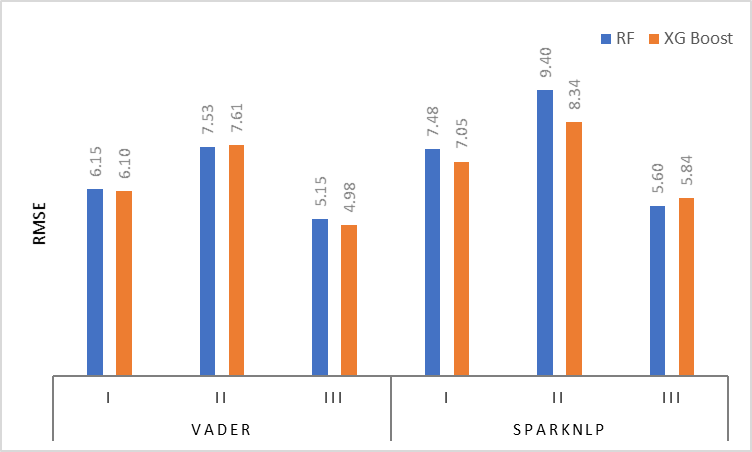 RF XG Boost
6.15 6.10 7.53 7.61 5.15 4.98 7.48 7.05 9.40 8.34 5.60 5.84
RMSE
I II III I II III
VADER SPARKNLP